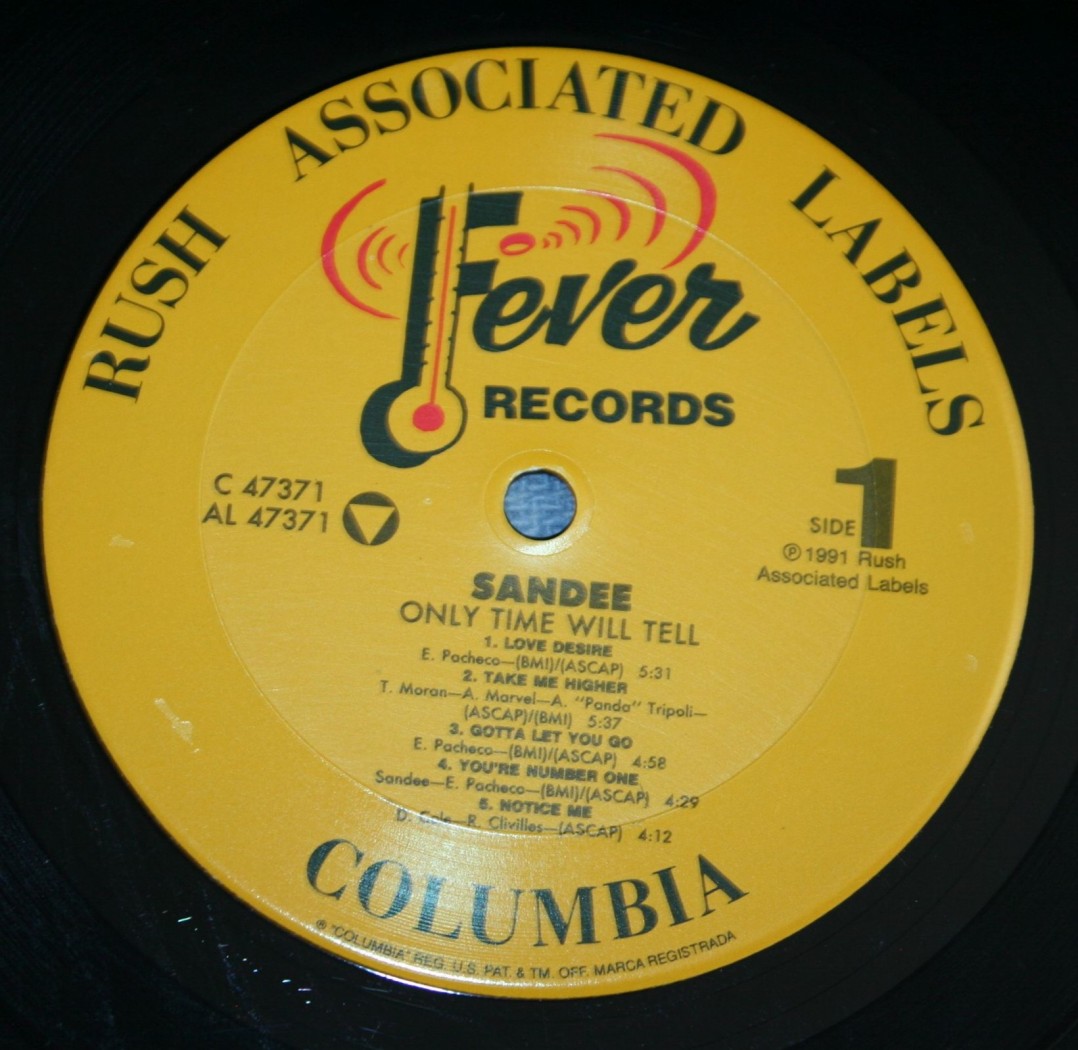 RUSH ASSOCIATED LABELS
Fever
RECORDS
C 47371
AL 47371
SIDE 1
℗ 1991 Rush
Associated Labels
SANDEE
ONLY TIME WILL TELL
1. LOVE DESIRE
E. Pacheco—(BMI)/(ASCAP) 5:31
2. TAKE ME HIGHER
T. Moran—A. Marvel—A. "Panda" Tripoli—
(ASCAP)/(BMI) 5:37
3. GOTTA LET YOU GO
E. Pacheco—(BMI)/(ASCAP) 4:58
4. YOU'RE NUMBER ONE
Sandee—E. Pacheco—(BMI)/(ASCAP) 4:29
5. NOTICE ME
D. Cole—R. Clivilles—(ASCAP) 4:12
COLUMBIA
® "COLUMBIA" REG. U.S. PAT. & TM. OFF. MARCA REGISTRADA